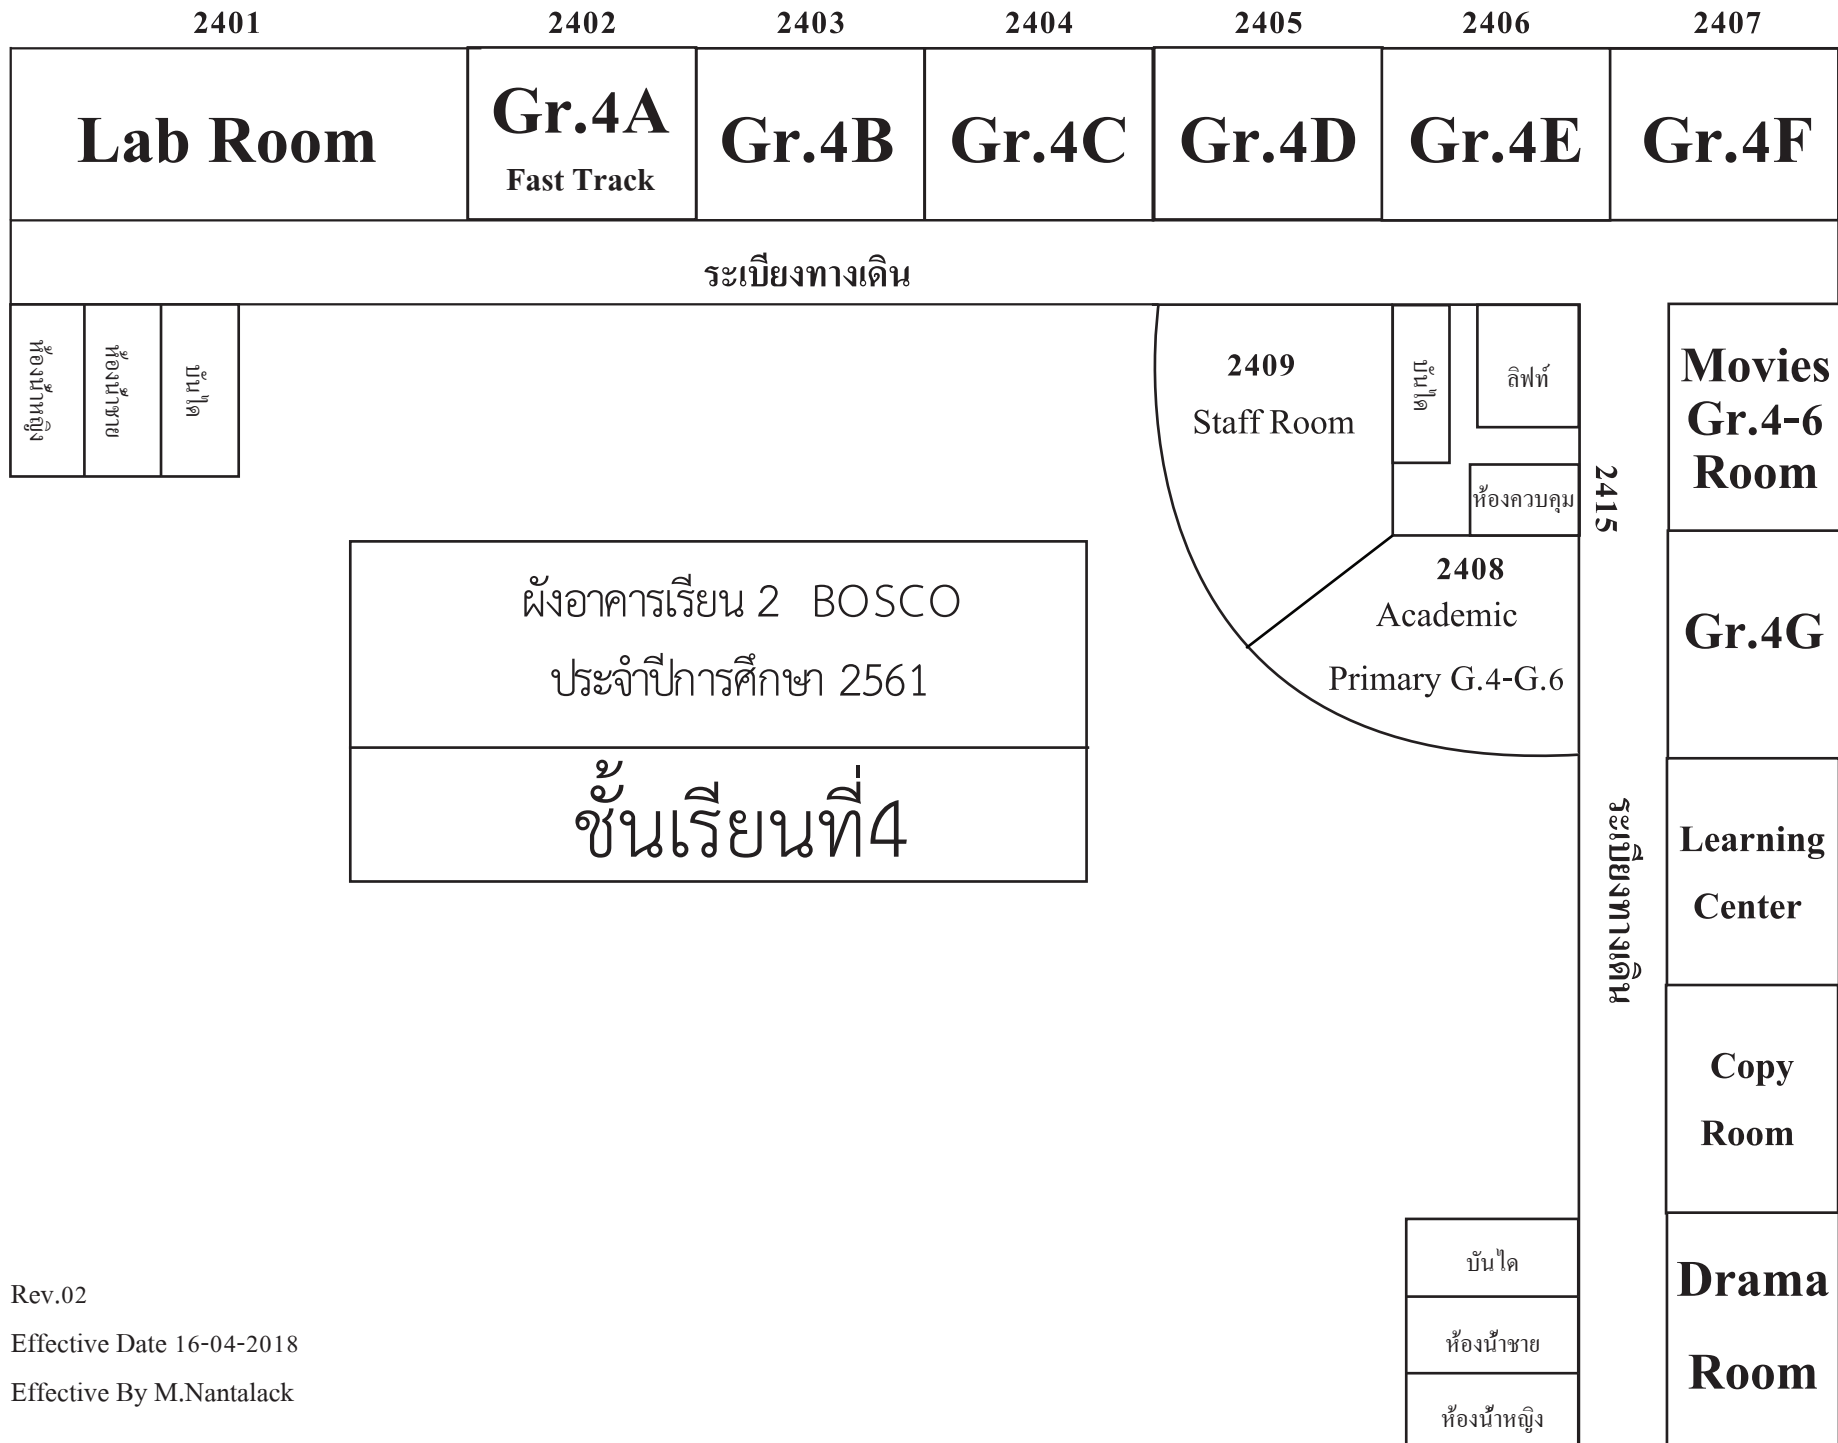 2401
2402
2403
2404
2405
2406
2407
Lab Room
Gr.4A
Fast Track
Gr.4B
Gr.4C
Gr.4D
Gr.4E
Gr.4F
ระเบียงทางเดิน
ห้องน้ำหญิง
ห้องน้ำชาย
บันได
2409
Staff Room
บันได
ลิฟท์
ห้องควบคุม
2415
Movies
Gr.4-6
Room
2408
Academic
Primary G.4-G.6
Gr.4G
ผังอาคารเรียน 2 BOSCO
ประจำปีการศึกษา 2561
ชั้นเรียนที่4
ระเบียงทางเดิน
Learning
Center
Copy
Room
บันได
ห้องน้ำชาย
ห้องน้ำหญิง
Drama
Room
Rev.02
Effective Date 16-04-2018
Effective By M.Nantalack